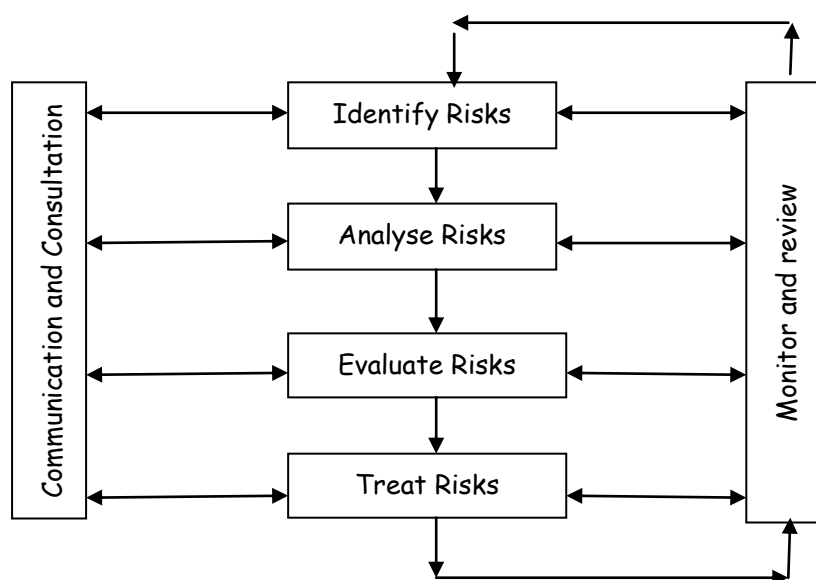 Communication and Consultation
Identify Risks
Analyse Risks
Evaluate Risks
Treat Risks
Monitor and review